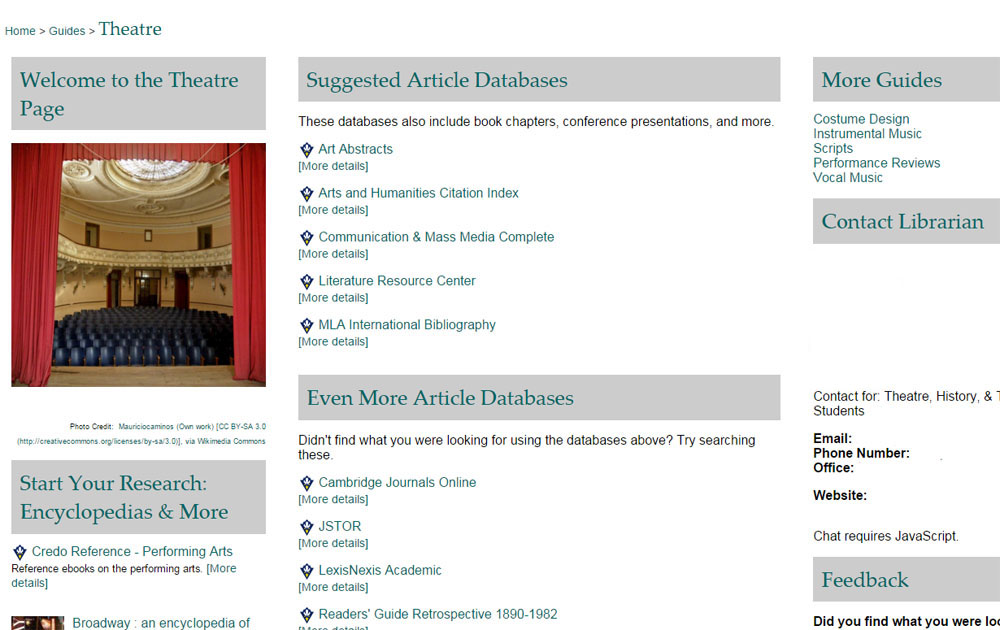 Home > Guides > Theatre
Welcome to the Theatre
Page
Photo Credit: Mauriciocaminos (Own work) [CC BY-SA 3.0
(http://creativecommons.org/licenses/by-sa/3.0)], via Wikimedia Commons
Start Your Research:
Encyclopedias & More
Credo Reference - Performing Arts
Reference ebooks on the performing arts. [More
details]
Broadway : an encyclopedia of
Suggested Article Databases
These databases also include book chapters, conference presentations, and more.
Art Abstracts
[More details]
Arts and Humanities Citation Index
[More details]
Communication & Mass Media Complete
[More details]
Literature Resource Center
[More details]
MLA International Bibliography
[More details]
Even More Article Databases
Didn't find what you were looking for using the databases above? Try searching
these.
Cambridge Journals Online
[More details]
JSTOR
[More details]
LexisNexis Academic
[More details]
Readers' Guide Retrospective 1890-1982
[More details]
More Guides
Costume Design
Instrumental Music
Scripts
Performance Reviews
Vocal Music
Contact Librarian
Contact for: Theatre, History, & T
Students
Email:
Phone Number:
Office:
Website:
Chat requires JavaScript.
Feedback
Did you find what you were loo